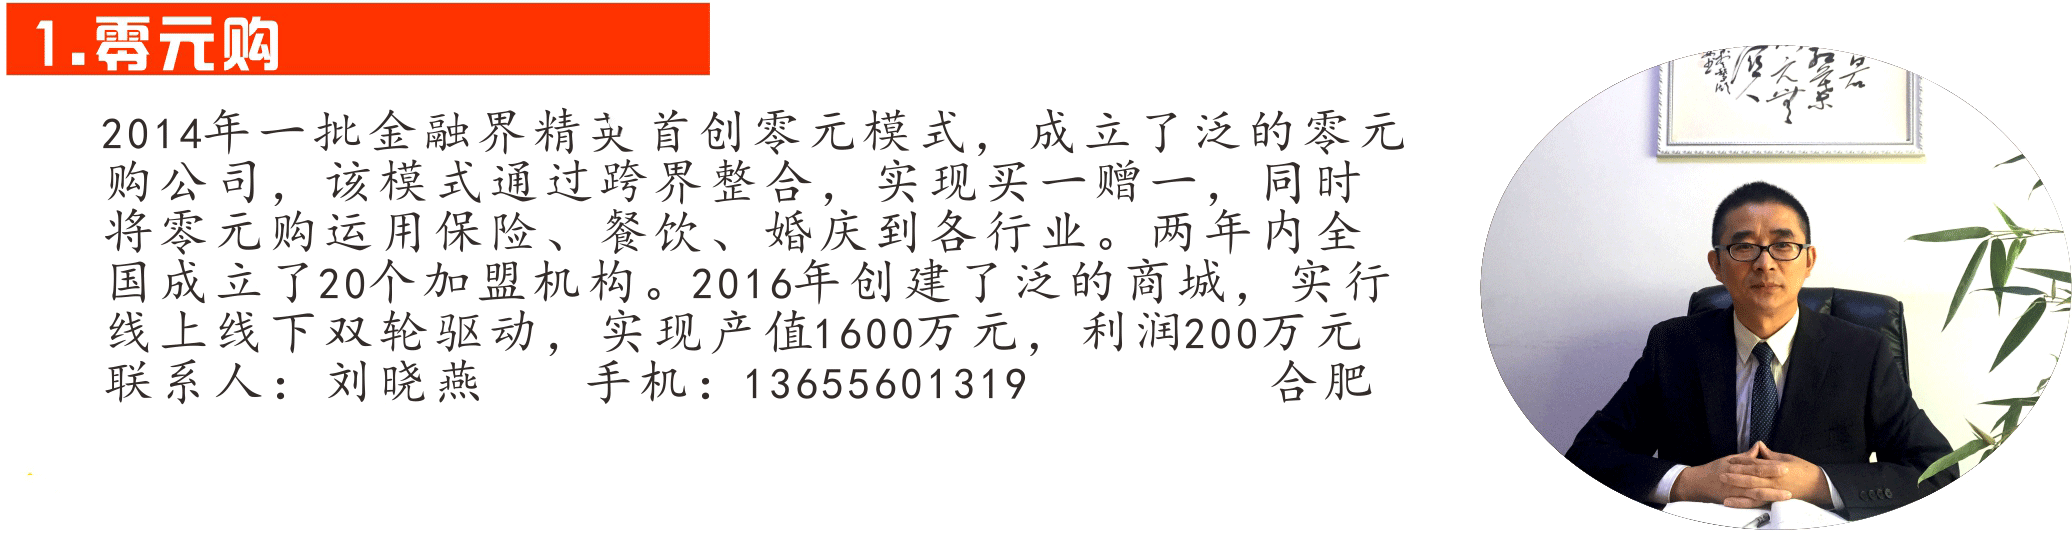 1.零元购
2014年一批金融界精英首创零元模式，成立了泛的零元
购公司，该模式通过跨界整合，实现买一赠一，同时
将零元购运用保险、餐饮、婚庆到各行业。两年内全
国成立了20个加盟机构。2016年创建了泛的商城，实行
线上线下双轮驱动，实现产值1600万元，利润200万元
联系人：刘晓燕 手机：13655601319 合肥